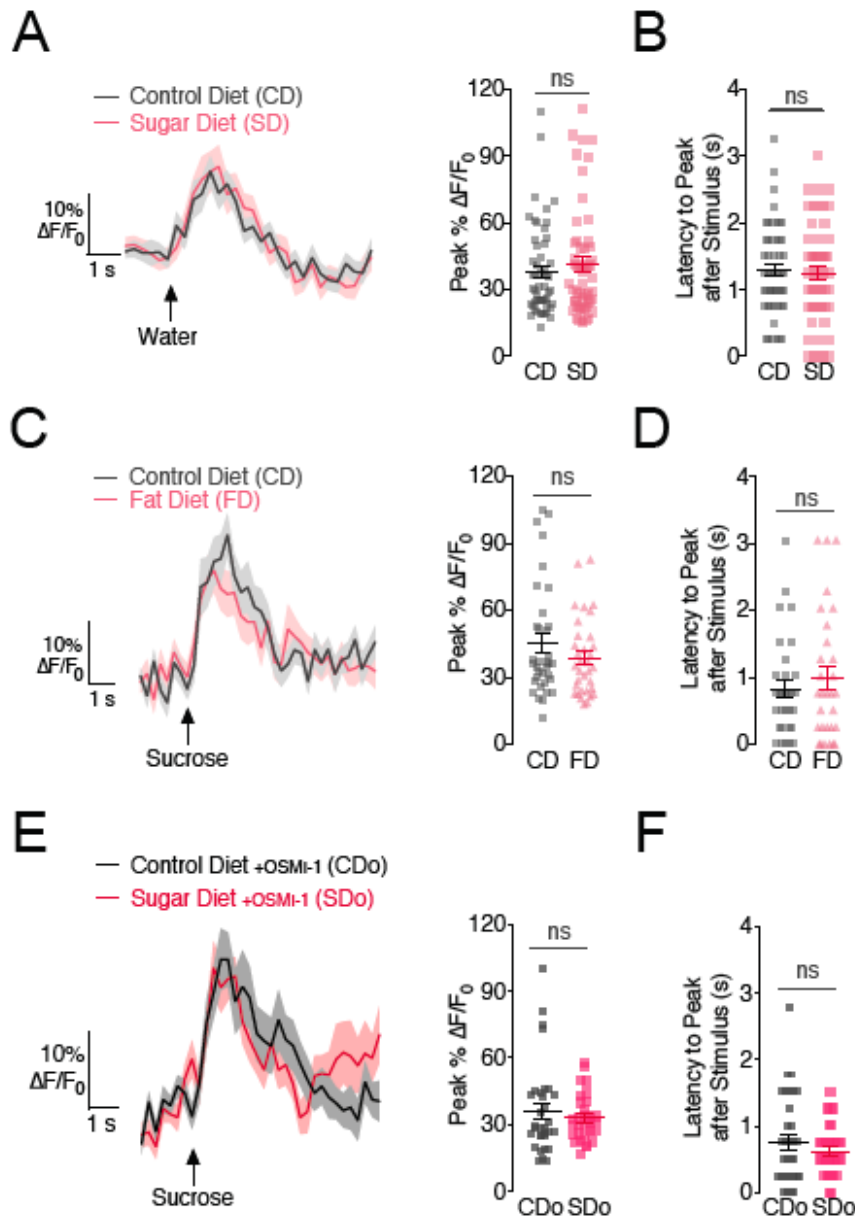 A
Control Diet (CD)
Sugar Diet (SD)
10%
ΔF/F0
1 s
Water
Peak % ΔF/F0
120
90
60
30
0
ns
CD SD
B
Latency to Peak
after Stimulus (s)
4
3
2
1
0
ns
CD SD
C
Control Diet (CD)
Fat Diet (FD)
10%
ΔF/F0
1 s
Sucrose
Peak % ΔF/F0
120
90
60
30
0
ns
CD FD
D
Latency to Peak
after Stimulus (s)
4
3
2
1
0
ns
CD FD
E
Control Diet +OSMI-1 (CDo)
Sugar Diet +OSMI-1 (SDo)
10%
ΔF/F0
1 s
Sucrose
Peak % ΔF/F0
120
90
60
30
0
ns
CDo SDo
F
Latency to Peak
after Stimulus (s)
4
3
2
1
0
ns
CDo SDo